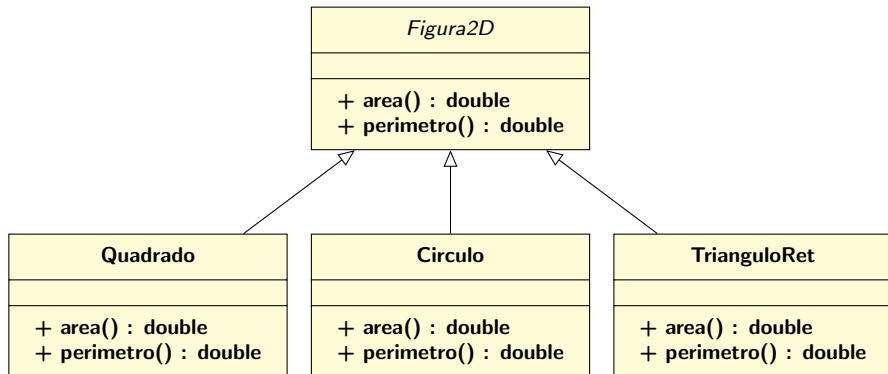 Figura2D
+ area() : double
+ perimetro() : double
Quadrado
+ area() : double
+ perimetro() : double
Circulo
+ area() : double
+ perimetro() : double
TrianguloRet
+ area() : double
+ perimetro() : double